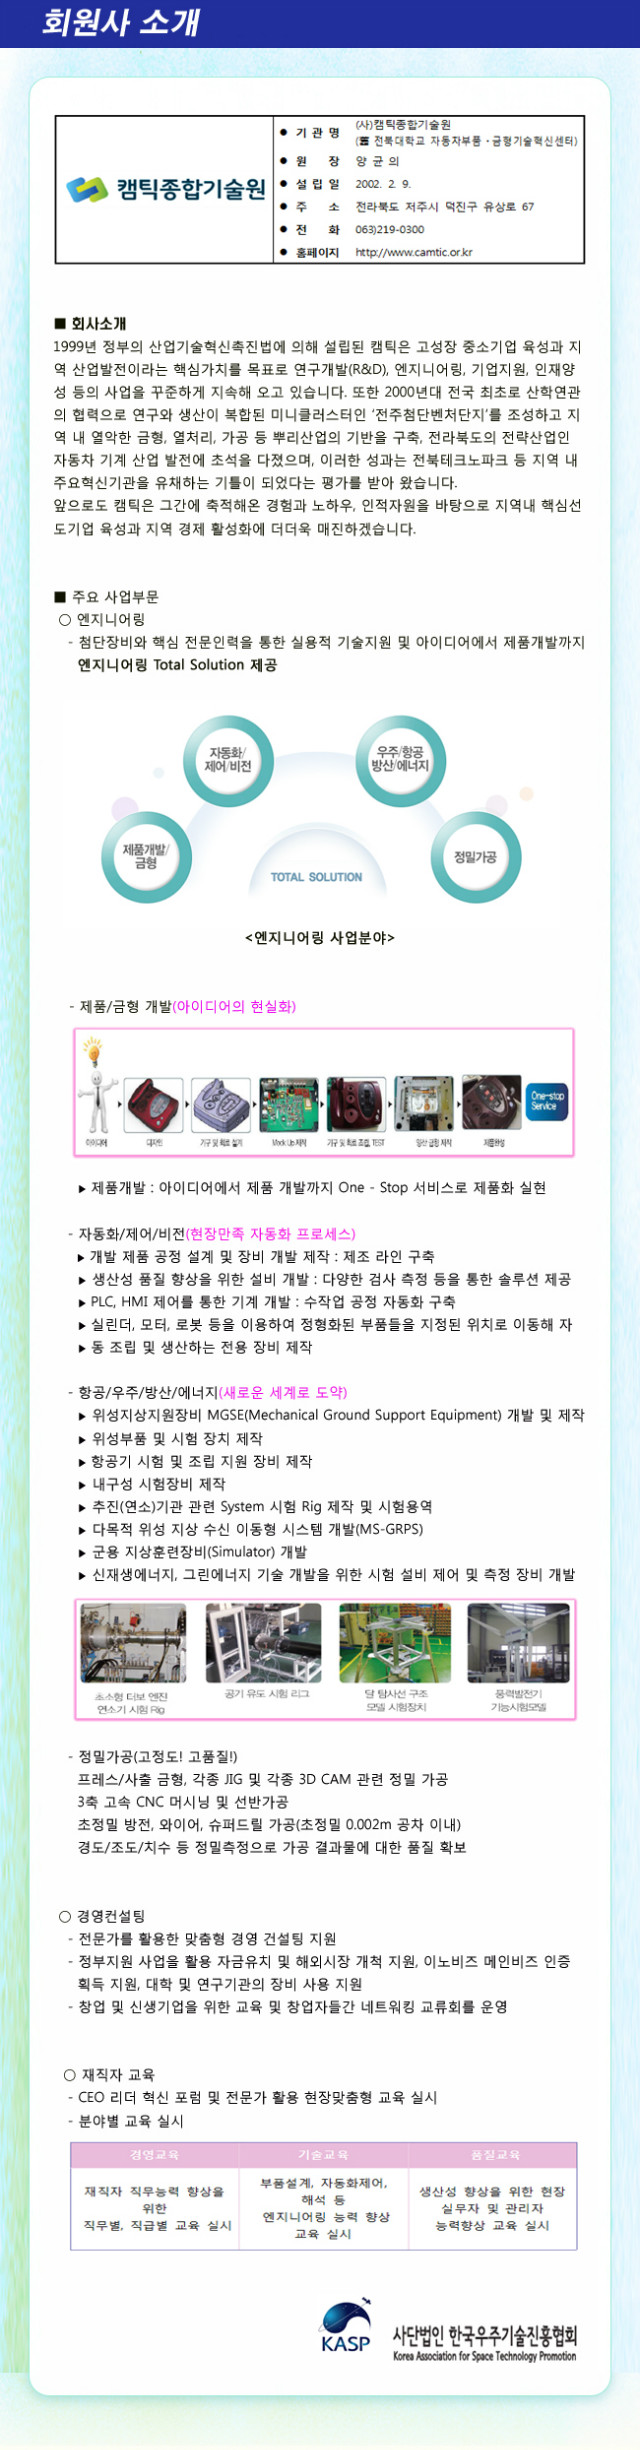 회원사 소개
캠틱종합기술원
● 기 관 명 (사)캠틱종합기술원
(舊 전북대학교 자동차부품·금형기술혁신센터)
● 원 장 양 균 의
● 설 립 일 2002. 2. 9.
● 주 소 전라북도 저주시 덕진구 유상로 67
● 전 화 063)219-0300
● 홈페이지 http://www.camtic.or.kr
■ 회사소개
1999년 정부의 산업기술혁신촉진법에 의해 설립된 캠틱은 고성장 중소기업 육성과 지
역 산업발전이라는 핵심가치를 목표로 연구개발(R&D), 엔지니어링, 기업지원, 인재양
성 등의 사업을 꾸준하게 지속해 오고 있습니다. 또한 2000년대 전국 최초로 산학연관
의 협력으로 연구와 생산이 복합된 미니클러스터인 ‘전주첨단벤처단지’를 조성하고 지
역 내 열악한 금형, 열처리, 가공 등 뿌리산업의 기반을 구축, 전라북도의 전략산업인
자동차 기계 산업 발전에 초석을 다졌으며, 이러한 성과는 전북테크노파크 등 지역 내
주요혁신기관을 유채하는 기틀이 되었다는 평가를 받아 왔습니다.
앞으로도 캠틱은 그간에 축적해온 경험과 노하우, 인적자원을 바탕으로 지역내 핵심선
도기업 육성과 지역 경제 활성화에 더더욱 매진하겠습니다.
■ 주요 사업부문
○ 엔지니어링
- 첨단장비와 핵심 전문인력을 통한 실용적 기술지원 및 아이디어에서 제품개발까지
엔지니어링 Total Solution 제공
자동화/
제어/비전
우주/항공
방산/에너지
제품개발/
금형
정밀가공
TOTAL SOLUTION
<엔지니어링 사업분야>
- 제품/금형 개발(아이디어의 현실화)
아이디어
디자인
기구 및 회로 설계
Mock Up 제작
기구 및 회로 조립, TEST
양산 금형 제작
제품완성
One-stop
Service
▶ 제품개발 : 아이디어에서 제품 개발까지 One - Stop 서비스로 제품화 실현
- 자동화/제어/비전(현장만족 자동화 프로세스)
▶ 개발 제품 공정 설계 및 장비 개발 제작 : 제조 라인 구축
▶ 생산성 품질 향상을 위한 설비 개발 : 다양한 검사 측정 등을 통한 솔루션 제공
▶ PLC, HMI 제어를 통한 기계 개발 : 수작업 공정 자동화 구축
▶ 실린더, 모터, 로봇 등을 이용하여 정형화된 부품들을 지정된 위치로 이동해 자
▶ 동 조립 및 생산하는 전용 장비 제작
- 항공/우주/방산/에너지(새로운 세계로 도약)
▶ 위성지상지원장비 MGSE(Mechanical Ground Support Equipment) 개발 및 제작
▶ 위성부품 및 시험 장치 제작
▶ 항공기 시험 및 조립 지원 장비 제작
▶ 내구성 시험장비 제작
▶ 추진(연소)기관 관련 System 시험 Rig 제작 및 시험용역
▶ 다목적 위성 지상 수신 이동형 시스템 개발(MS-GRPS)
▶ 군용 지상훈련장비(Simulator) 개발
▶ 신재생에너지, 그린에너지 기술 개발을 위한 시험 설비 제어 및 측정 장비 개발
초소형 터보 엔진
연소기 시험 Rig
공기 유도 시험 리그
달 탐사선 구조
모델 시험장치
풍력발전기
기능시험모델
- 정밀가공(고정도! 고품질!)
프레스/사출 금형, 각종 JIG 및 각종 3D CAM 관련 정밀 가공
3축 고속 CNC 머시닝 및 선반가공
초정밀 방전, 와이어, 슈퍼드릴 가공(초정밀 0.002m 공차 이내)
경도/조도/치수 등 정밀측정으로 가공 결과물에 대한 품질 확보
○ 경영컨설팅
- 전문가를 활용한 맞춤형 경영 건설팅 지원
- 정부지원 사업을 활용 자금유치 및 해외시장 개척 지원, 이노비즈 메인비즈 인증
획득 지원, 대학 및 연구기관의 장비 사용 지원
- 창업 및 신생기업을 위한 교육 및 창업자들간 네트워킹 교류회를 운영
○ 재직자 교육
- CEO 리더 혁신 포럼 및 전문가 활용 현장맞춤형 교육 실시
- 분야별 교육 실시
경영교육 기술교육 품질교육
재직자 직무능력 향상을
위한
직무별, 직급별 교육 실시
부품설계, 자동화제어,
해석 등
엔지니어링 능력 향상
교육 실시
생산성 향상을 위한 현장
실무자 및 관리자
능력향상 교육 실시
KASP
사단법인 한국우주기술진흥협회
Korea Association for Space Technology Promotion